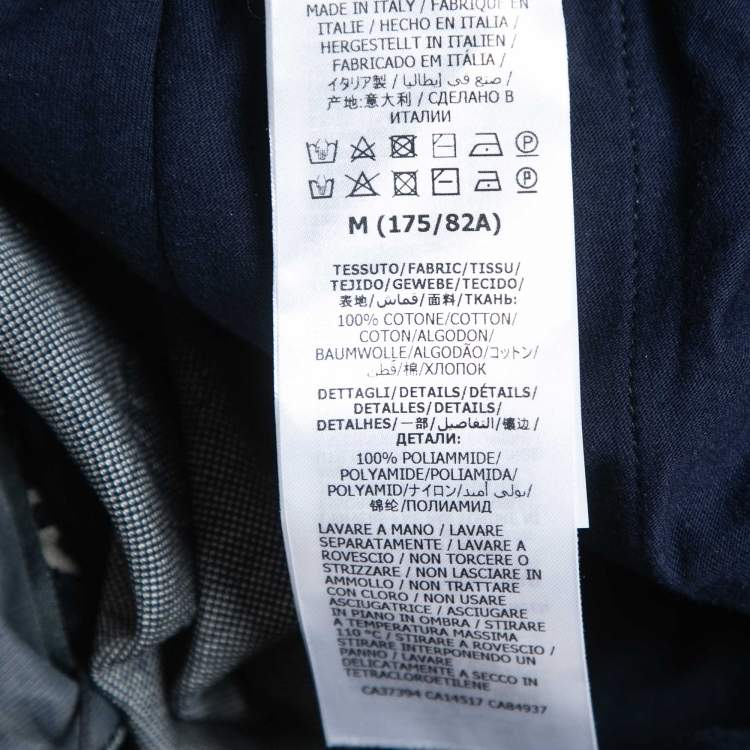 MADE IN ITALY / FABRIQUÉ EN
ITALIE / HECHO EN ITALIA /
HERGESTELLT IN ITALIEN /
FABRICADO EM ITÁLIA /
イタリア製 / صنع في إيطاليا /
产地:意大利 / СДЕЛАНО В
ИТАЛИИ
P
P
M (175/82A)
TESSUTO/FABRIC/TISSU/
TEJIDO/GEWEBE/TECIDO/
表地/قماش/面料/ТКАНЬ:
100% COTONE/COTTON/
COTON/ALGODON/
BAUMWOLLE/ALGODÃO/コットン/
قطن/棉/ХЛОПОК
DETTAGLI/DETAILS/DÉTAILS/
DETALLES/DETAILS/
DETALHES/一部/التفاصيل/镶边/
ДЕТАЛИ:
100% POLIAMMIDE/
POLYAMIDE/POLIAMIDA/
POLYAMID/ナイロン/بولي أميد/
锦纶/ПОЛИАМИД
LAVARE A MANO / LAVARE
SEPARATAMENTE / LAVARE A
ROVESCIO / NON TORCERE O
STRIZZARE / NON LASCIARE IN
AMMOLLO / NON TRATTARE
CON CLORO / NON USARE
ASCIUGATRICE / ASCIUGARE
IN PIANO IN OMBRA / STIRARE
A TEMPERATURA MASSIMA
110 °C / STIRARE A ROVESCIO /
STIRARE INTERPONENDO UN
PANNO / LAVARE
DELICATAMENTE A SECCO IN
TETRACLOROETILENE
CA37394 CA14517 CA84937